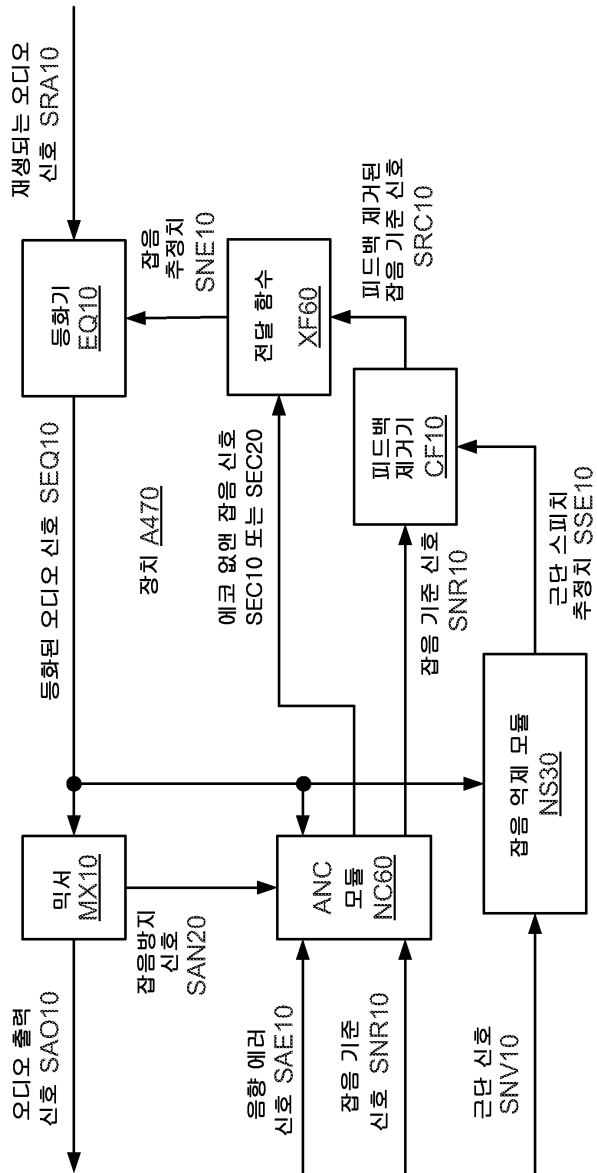 오디오 출력
신호 SAO10
믹서
MX10
등화된 오디오 신호 SEQ10
등화기
EQ10
재생되는 오디오
신호 SRA10
잡음방지
신호
SAN20
장치 A470
잡음
추정치
SNE10
음향 에러
신호 SAE10
ANC
모듈
NC60
에코 없앤 잡음 신호
SEC10 또는 SEC20
전달 함수
XF60
잡음 기준
신호 SNR10
잡음 기준 신호
SNR10
피드백
제거기
CF10
피드백 제거된
잡음 기준 신호
SRC10
근단 신호
SNV10
잡음 억제 모듈
NS30
근단 스피치
추정치 SSE10